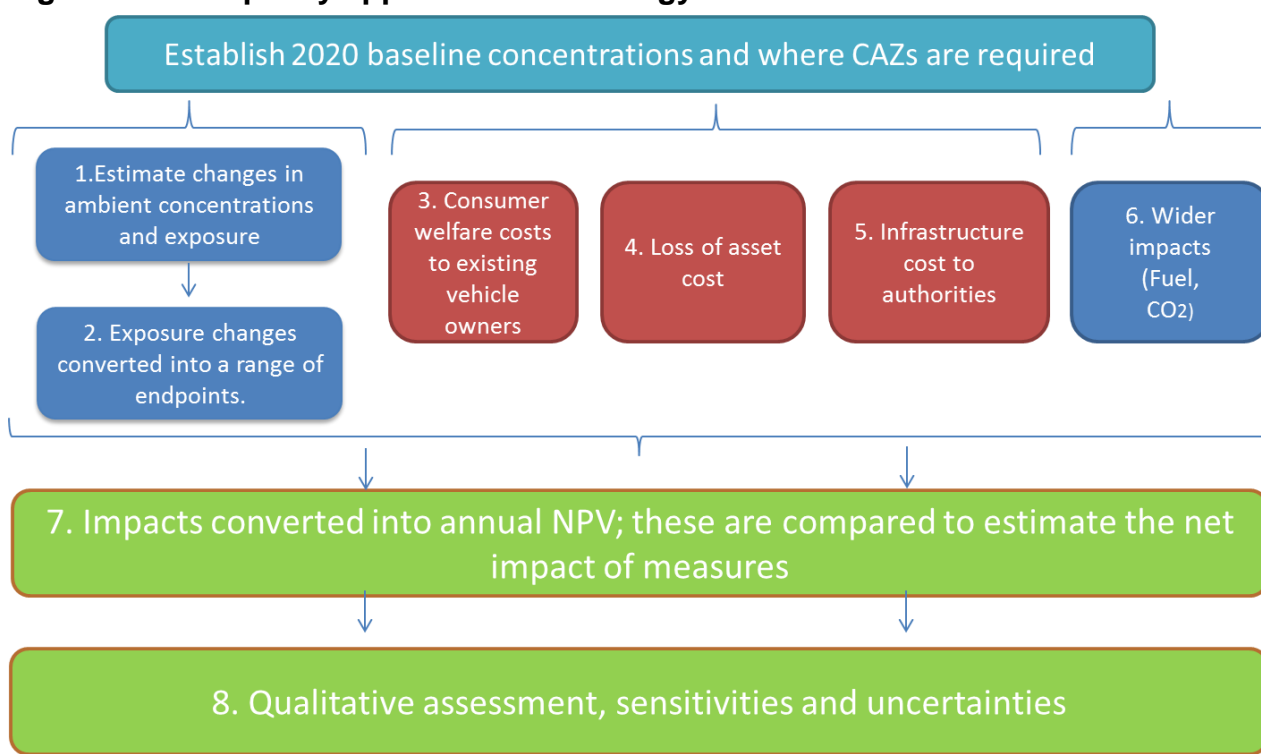 Establish 2020 baseline concentrations and where CAZs are required
1.Estimate changes in
ambient concentrations
and exposure
2. Exposure changes
converted into a range of
endpoints.
3. Consumer
welfare costs
to existing
vehicle
owners
4. Loss of asset
cost
5. Infrastructure
cost to
authorities
6. Wider
impacts
(Fuel,
CO2)
7. Impacts converted into annual NPV; these are compared to estimate the net
impact of measures
8. Qualitative assessment, sensitivities and uncertainties